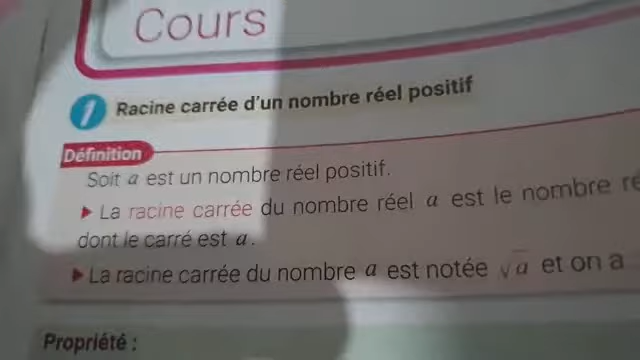 Cours
1 Racine carrée d'un nombre réel positif
Définition
Soit a est un nombre réel positif.
▶ La racine carrée du nombre réel a est le nombre ré
dont le carré est a.
▶ La racine carrée du nombre a est notée √a et on a
Propriété :